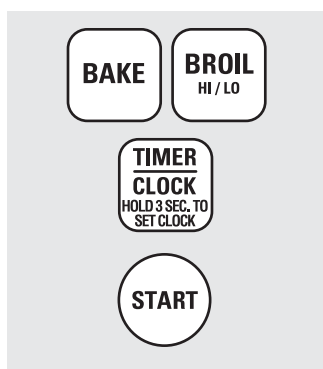 BAKE
BROIL
HI / LO
TIMER
CLOCK
HOLD 3 SEC. TO
SET CLOCK
START